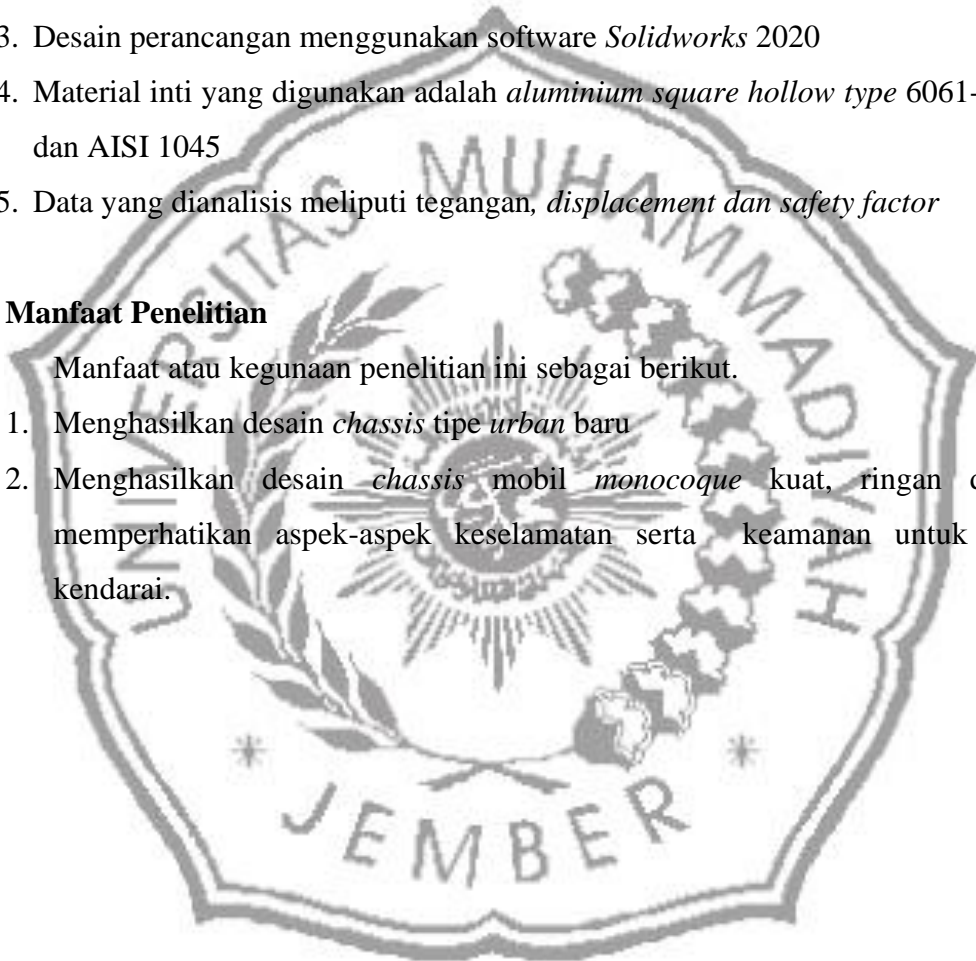 3. Desain perancangan menggunakan software Solidworks 2020
4. Material inti yang digunakan adalah aluminium square hollow type 6061-
dan AISI 1045
5. Data yang dianalisis meliputi tegangan, displacement dan safety factor
Manfaat Penelitian
Manfaat atau kegunaan penelitian ini sebagai berikut.
1. Menghasilkan desain chassis tipe urban baru
2. Menghasilkan desain chassis mobil monocoque kuat, ringan
memperhatikan aspek-aspek keselamatan serta keamanan untuk
kendarai.
UNIVERSITAS MUHAMMADIYAH
JEMBER